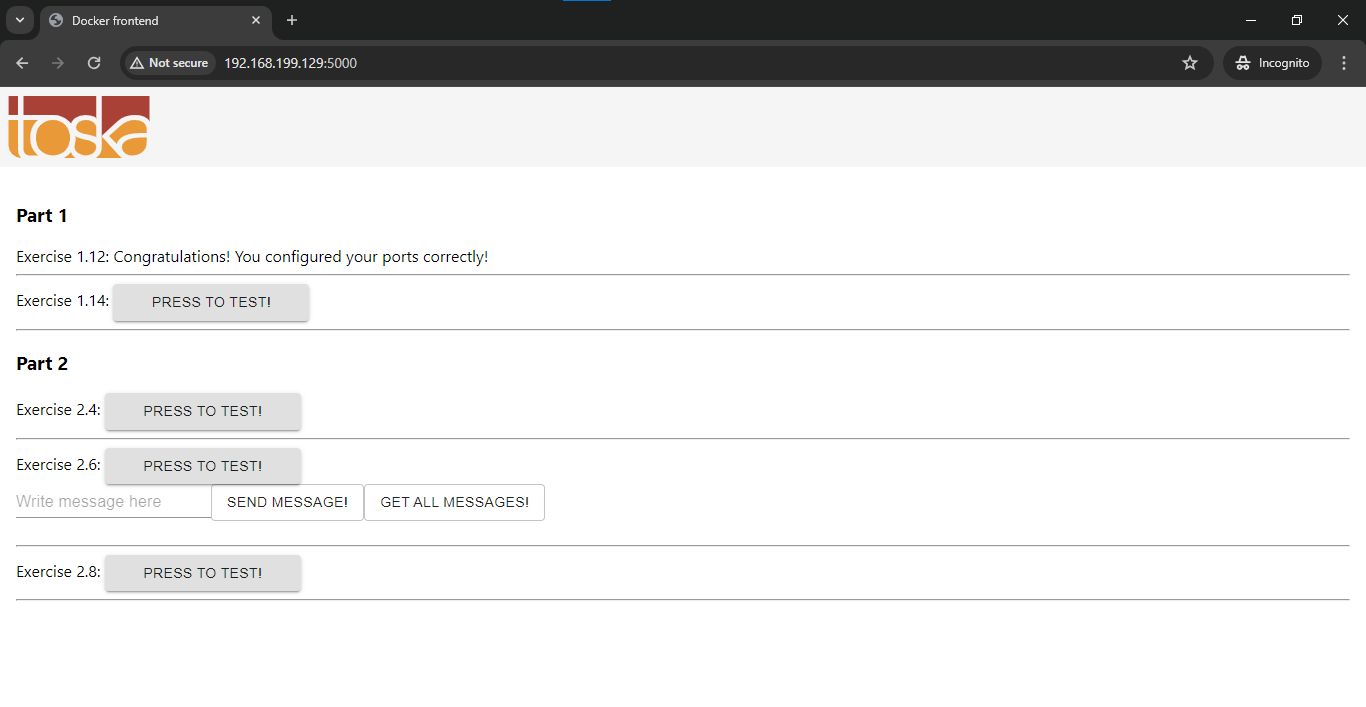 Docker frontend
Not secure 192.168.199.129:5000 Incognito
toska
Part 1
Exercise 1.12: Congratulations! You configured your ports correctly!
Exercise 1.14: PRESS TO TEST!
Part 2
Exercise 2.4: PRESS TO TEST!
Exercise 2.6: PRESS TO TEST!
Write message here SEND MESSAGE! GET ALL MESSAGES!
Exercise 2.8: PRESS TO TEST!